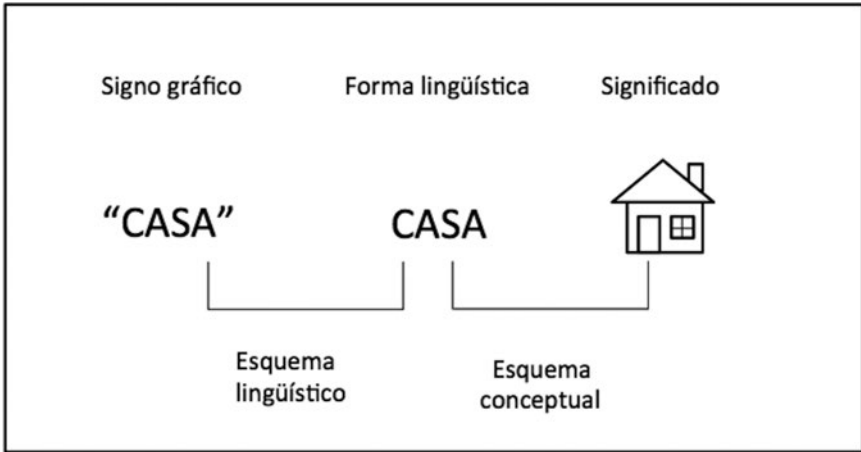 Signo gráfico Forma lingüística Significado
“CASA” CASA
Esquema
lingüístico
Esquema
conceptual